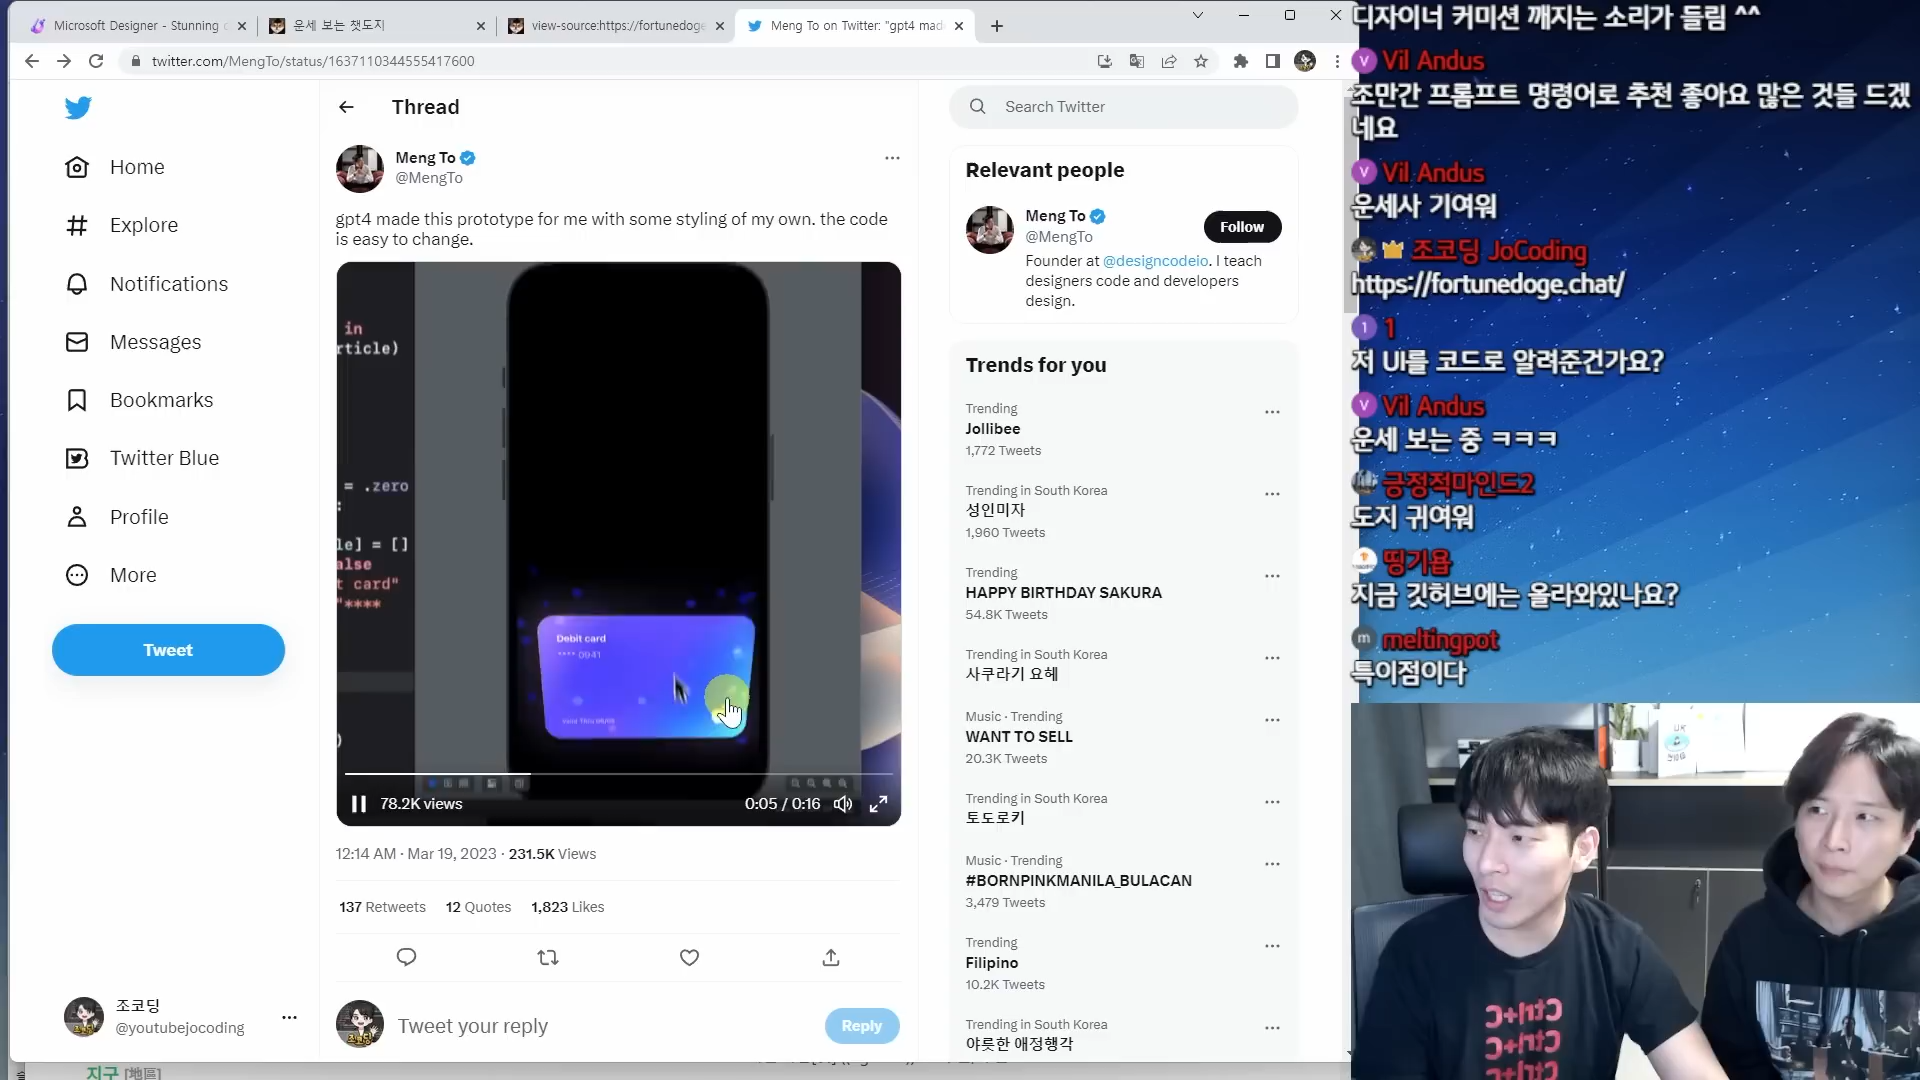 Microsoft Designer - Stunning
운세 보는 챗도지
view-source:https://fortunedoge
Meng To on Twitter: "gpt4 mad
twitter.com/MengTo/status/1637110344555417600
Home
Explore
Notifications
Messages
Bookmarks
Twitter Blue
Profile
More
Tweet
조코딩
@youtubejocoding
Thread
Meng To
@MengTo
gpt4 made this prototype for me with some styling of my own. the code
is easy to change.
in
rticle)
= .zero
:
le] = []
alse
t card"
"****
)
Debit card
**** 0941
78.2K views
0:05 / 0:16
12:14 AM · Mar 19, 2023 · 231.5K Views
137 Retweets 12 Quotes 1,823 Likes
Tweet your reply
Reply
Search Twitter
Relevant people
Meng To
@MengTo
Follow
Founder at @designcodeio. I teach
designers code and developers
design.
Trends for you
Trending
Jollibee
1,772 Tweets
Trending in South Korea
성인미자
1,960 Tweets
Trending
HAPPY BIRTHDAY SAKURA
54.8K Tweets
Trending in South Korea
사쿠라기 요헤
Music · Trending
WANT TO SELL
20.3K Tweets
Trending in South Korea
토도로키
Music · Trending
#BORNPINKMANILA_BULACAN
3,479 Tweets
Trending
Filipino
10.2K Tweets
Trending in South Korea
야릇한 애정행각
지구 [地區]
디자이너 커미션 깨지는 소리가 들림 ^^
V Vil Andus
조만간 프롬프트 명령어로 추천 좋아요 많은 것들 드겠
네요
V Vil Andus
운세사 기여워
조코딩 JoCoding
https://fortunedoge.chat/
1 1
저 UI를 코드로 알려준건가요?
V Vil Andus
운세 보는 중 ㅋㅋㅋ
긍정적마인드2
도지 귀여워
띵기욥
지금 깃허브에는 올라와있나요?
m meltingpot
특이점이다
Ctrl+C
Ctrl+C
Ctrl+C